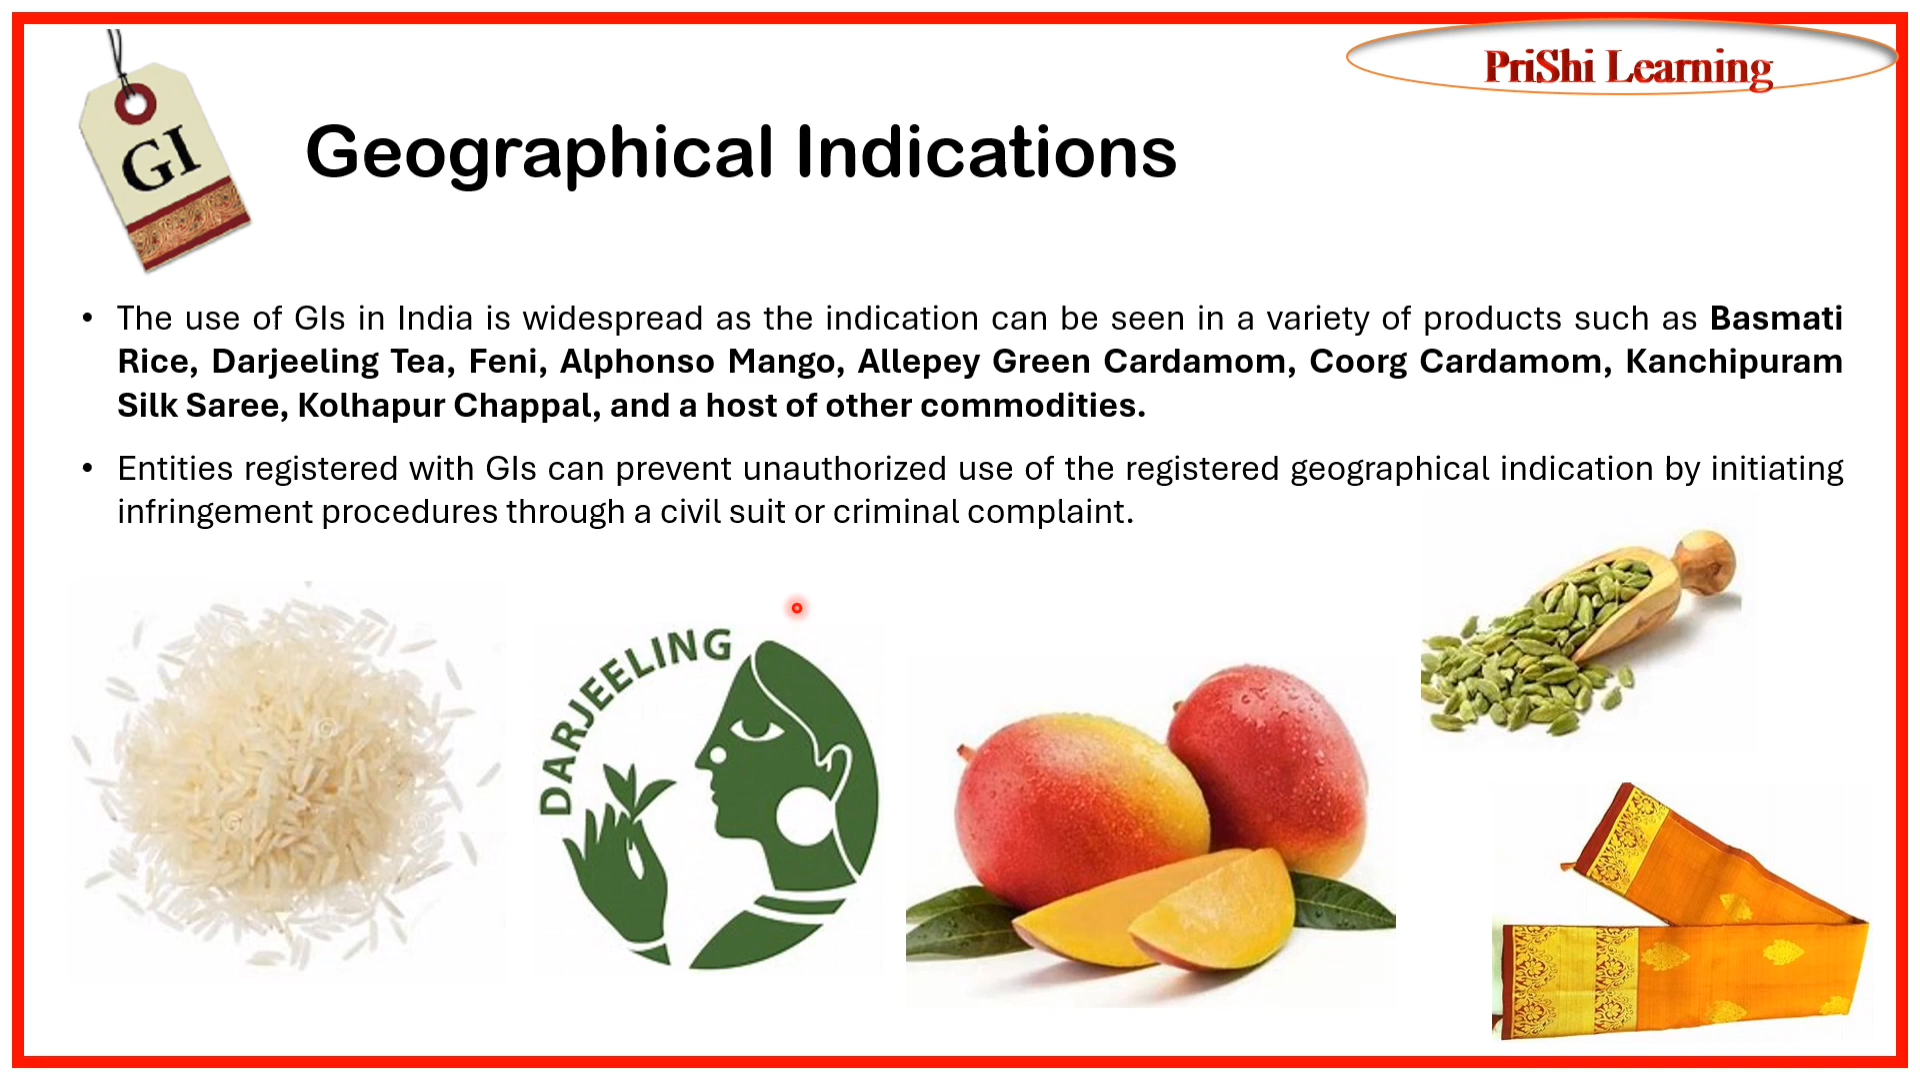 PriShi Learning
GI
Geographical Indications
• The use of GIs in India is widespread as the indication can be seen in a variety of products such as Basmati
Rice, Darjeeling Tea, Feni, Alphonso Mango, Allepey Green Cardamom, Coorg Cardamom, Kanchipuram
Silk Saree, Kolhapur Chappal, and a host of other commodities.
• Entities registered with GIs can prevent unauthorized use of the registered geographical indication by initiating
infringement procedures through a civil suit or criminal complaint.
DARJEELING